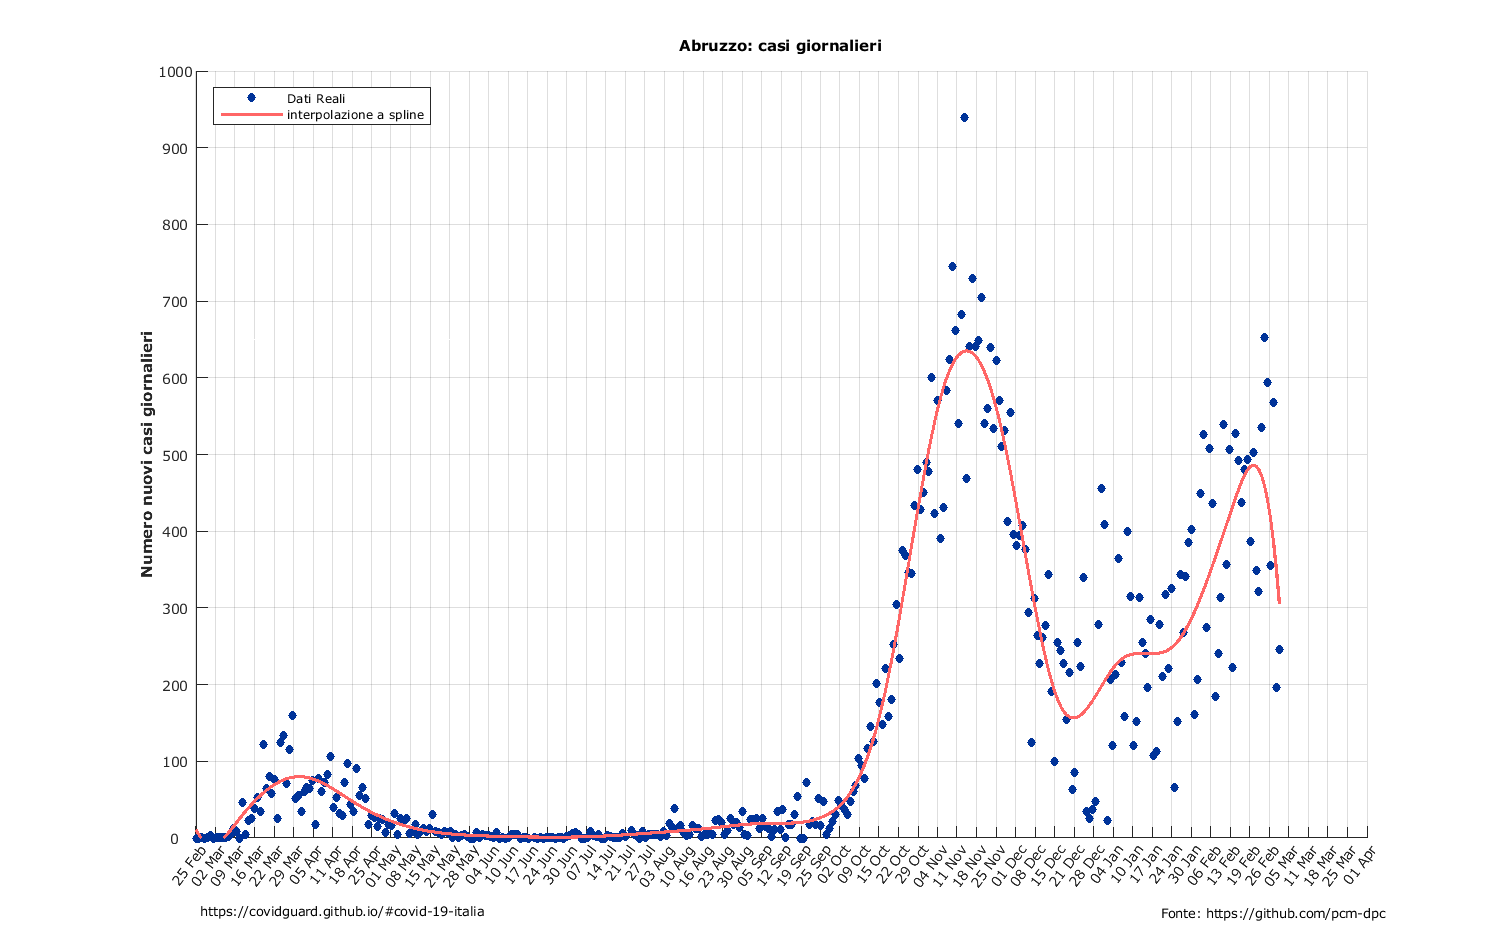 Abruzzo: casi giornalieri
Dati Reali
interpolazione a spline
Numero nuovi casi giornalieri
1000
900
800
700
600
500
400
300
200
100
0
25 Feb
02 Mar
09 Mar
16 Mar
22 Mar
29 Mar
05 Apr
11 Apr
18 Apr
25 Apr
01 May
08 May
15 May
21 May
28 May
04 Jun
10 Jun
17 Jun
24 Jun
30 Jun
07 Jul
14 Jul
21 Jul
27 Jul
03 Aug
10 Aug
16 Aug
23 Aug
30 Aug
05 Sep
12 Sep
19 Sep
25 Sep
02 Oct
09 Oct
15 Oct
22 Oct
29 Oct
04 Nov
11 Nov
18 Nov
25 Nov
01 Dec
08 Dec
15 Dec
21 Dec
28 Dec
04 Jan
10 Jan
17 Jan
24 Jan
30 Jan
06 Feb
13 Feb
19 Feb
26 Feb
05 Mar
11 Mar
18 Mar
25 Mar
01 Apr
https://covidguard.github.io/#covid-19-italia
Fonte: https://github.com/pcm-dpc